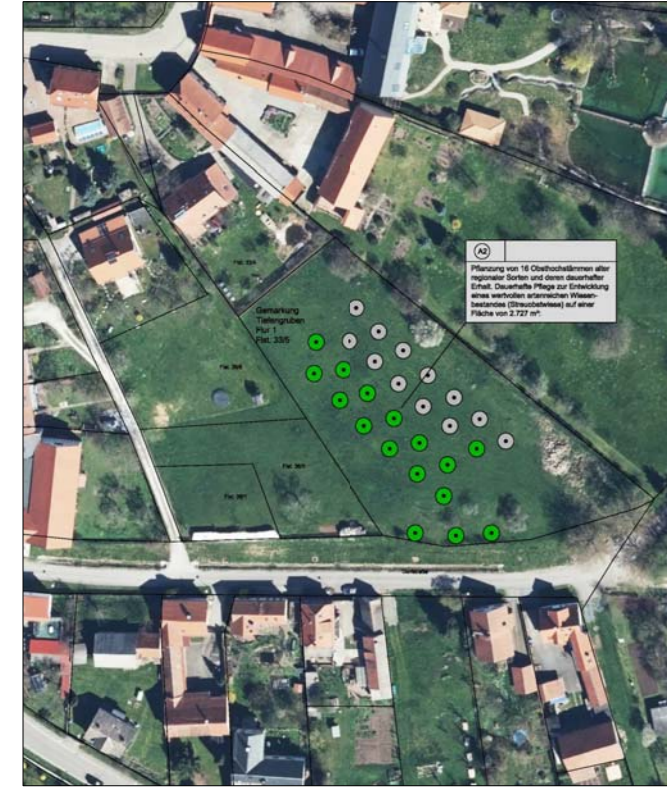 A2
Pflanzung von 16 Obsthochstämmen alter
regionaler Sorten und deren dauerhafter
Erhalt. Dauerhafte Pflege zur Entwicklung
eines wertvollen artenreichen Wiesen-
bestandes (Streuobstwiese) auf einer
Fläche von 2.727 m².
Gemarkung
Tiefengruben
Flur 1
Flst. 33/5